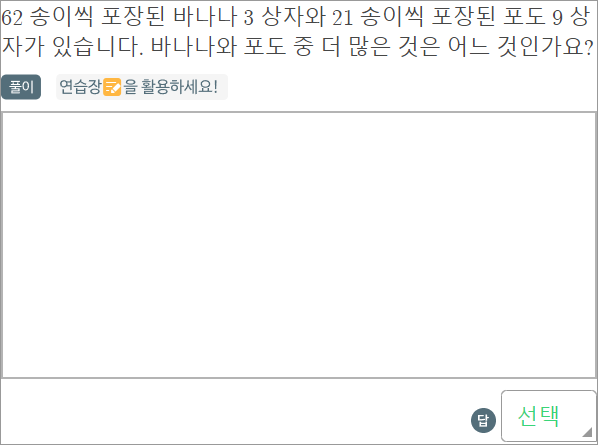 62 송이씩 포장된 바나나 3 상자와 21 송이씩 포장된 포도 9 상
자가 있습니다. 바나나와 포도 중 더 많은 것은 어느 것인가요?
풀이 연습장을 활용하세요!
답 선택